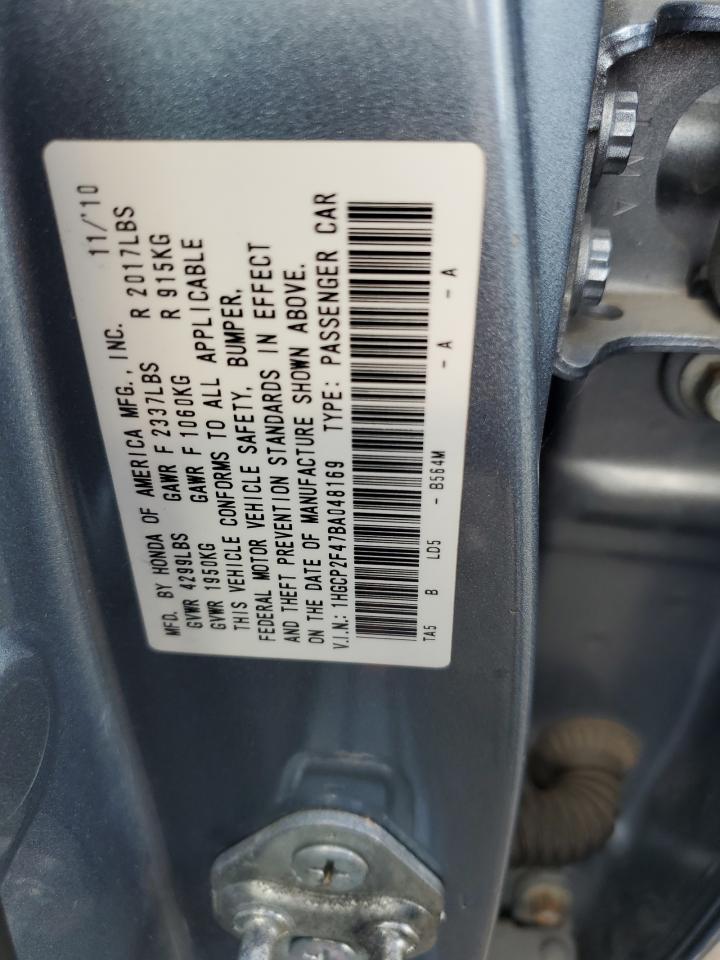 MFD. BY HONDA OF AMERICA MFG., INC. 11/'10
GVWR 4299LBS GAWR F 2337LBS R 2017LBS
GVWR 1950KG GAWR F 1060KG R 915KG
THIS VEHICLE CONFORMS TO ALL APPLICABLE
FEDERAL MOTOR VEHICLE SAFETY, BUMPER,
AND THEFT PREVENTION STANDARDS IN EFFECT
ON THE DATE OF MANUFACTURE SHOWN ABOVE.
V.I.N.: 1HGCP2F47BA048169 TYPE: PASSENGER CAR
TA5 B LD5 - B564M - A - A